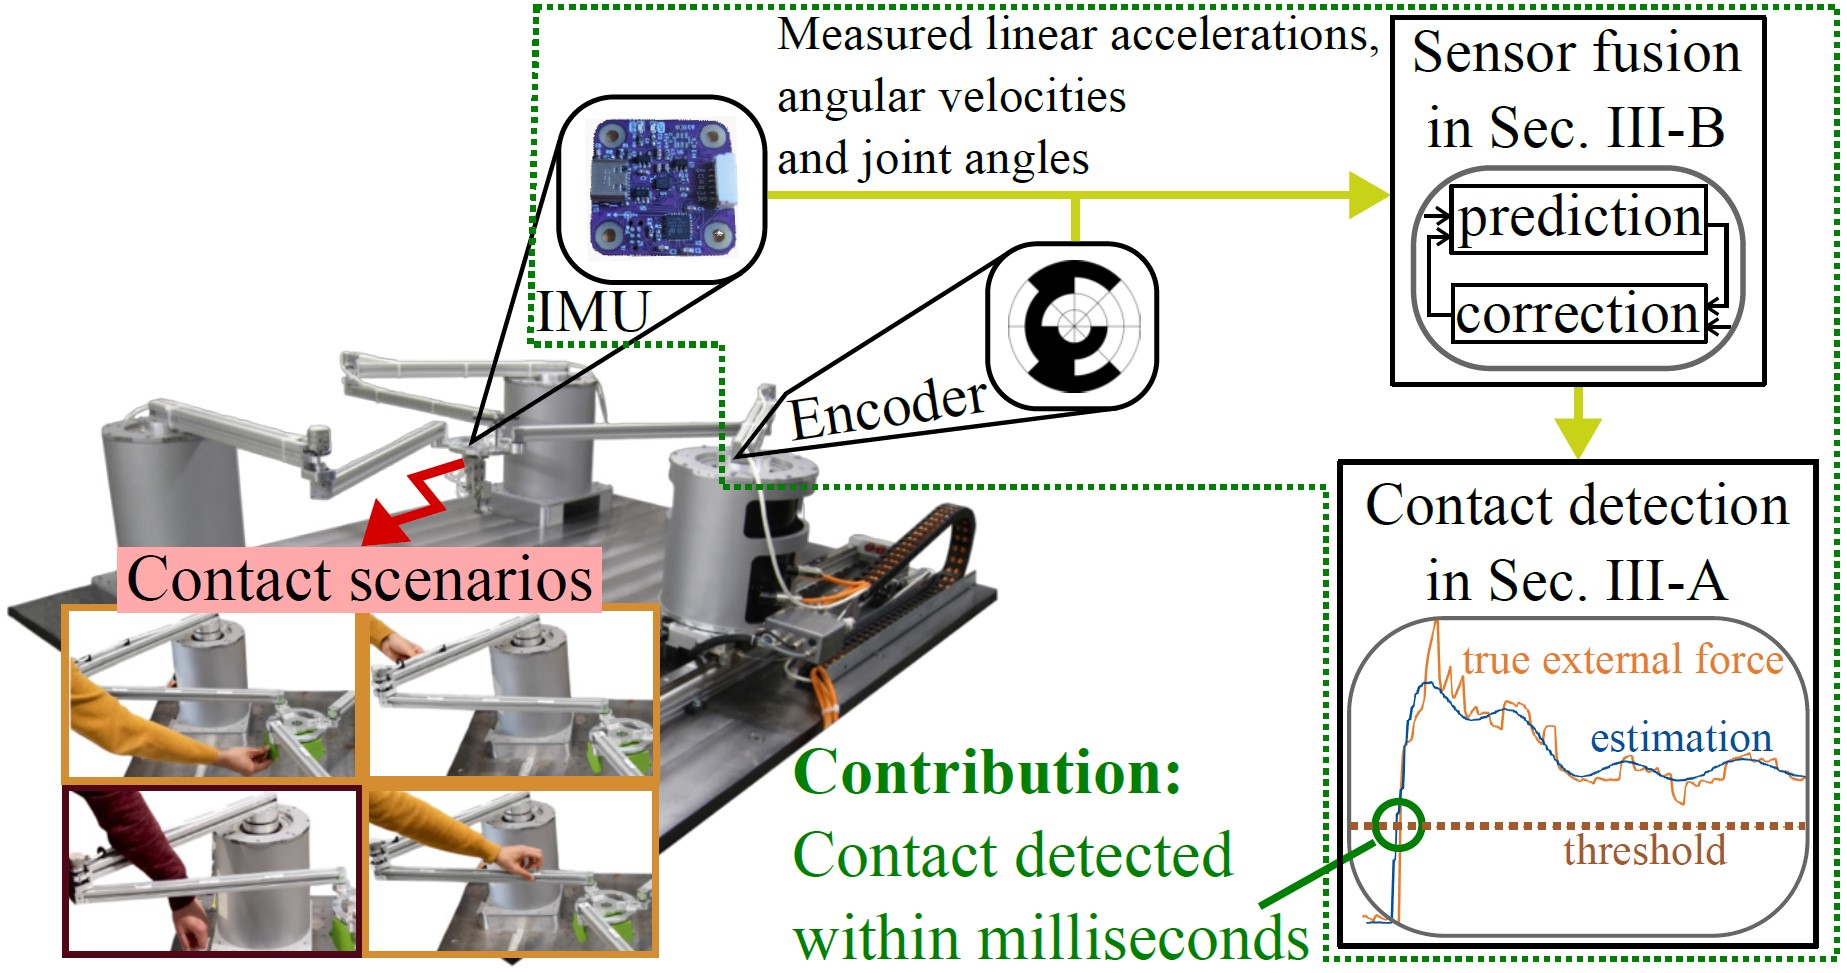 Measured linear accelerations,
angular velocities
and joint angles
IMU
Encoder
Sensor fusion
in Sec. III-B
prediction
correction
Contact detection
in Sec. III-A
true external force
estimation
threshold
Contact scenarios
Contribution:
Contact detected
within milliseconds